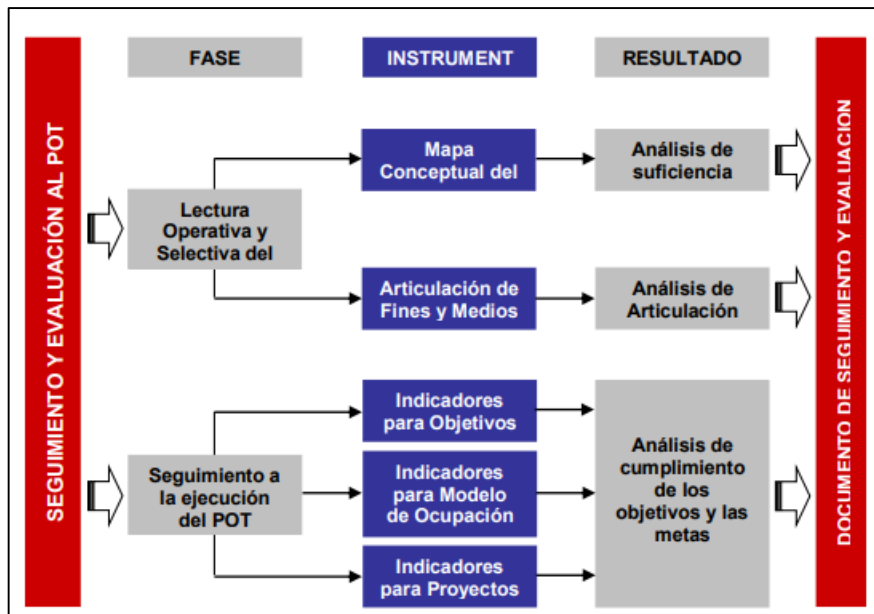 SEGUIMIENTO Y EVALUACIÓN AL POT
FASE
INSTRUMENT
RESULTADO
Lectura
Operativa y
Selectiva del
Mapa
Conceptual del
Análisis de
suficiencia
Articulación de
Fines y Medios
Análisis de
Articulación
Seguimiento a
la ejecución
del POT
Indicadores
para Objetivos
Indicadores
para Modelo
de Ocupación
Indicadores
para Proyectos
Análisis de
cumplimiento
de los
objetivos y las
metas
DOCUMENTO DE SEGUIMIENTO Y EVALUACION